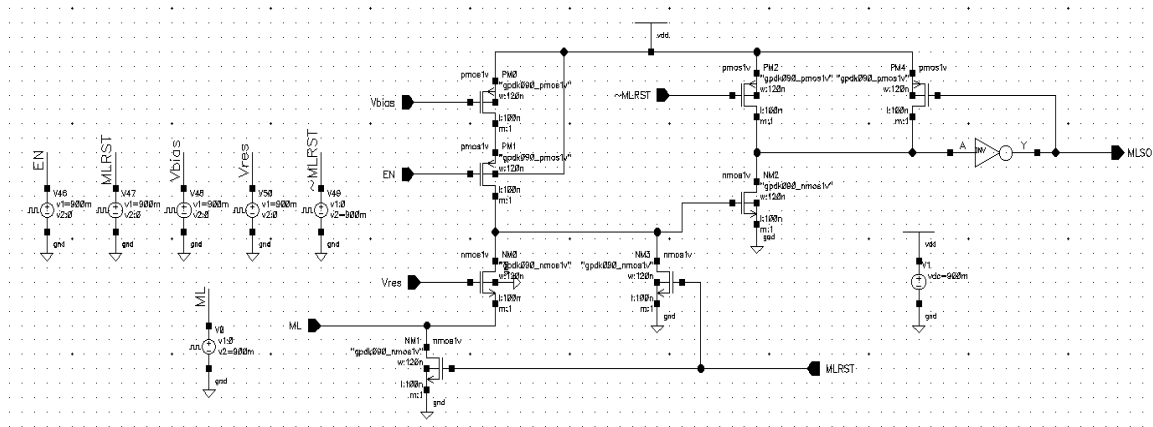 vdd
pmos1v
PM0
"gpdk090_pmos1v"
w:120n
l:100n
m:1
Vbias
PM1
"gpdk090_pmos1v"
w:120n
l:100n
m:1
EN
pmos1v
PM2
"gpdk090_pmos1v"
w:120n
l:100n
m:1
~MLRST
PM4
pmos1v
"gpdk090_pmos1v"
w:120n
l:100n
m:1
A
INV
Y
MLSO
NM2
"gpdk090_nmos1v"
w:120n
l:100n
m:1
gnd
EN
V46
v1=900m
v2:0
gnd
MLRST
V47
v1=900m
v2:0
gnd
Vbias
V48
v1=900m
v2:0
gnd
Vres
V50
v1=900m
v2:0
gnd
~MLRST
V49
v1:0
v2=900m
gnd
nmos1v
NM0
"gpdk090_nmos1v"
w:120n
l:100n
m:1
Vres
NM3
nmos1v
"gpdk090_nmos1v"
w:120n
l:100n
m:1
gnd
vdd
V1
vdc=900m
gnd
ML
V0
v1:0
v2=900m
gnd
ML
NM1
nmos1v
"gpdk090_nmos1v"
w:120n
l:100n
m:1
gnd
MLRST